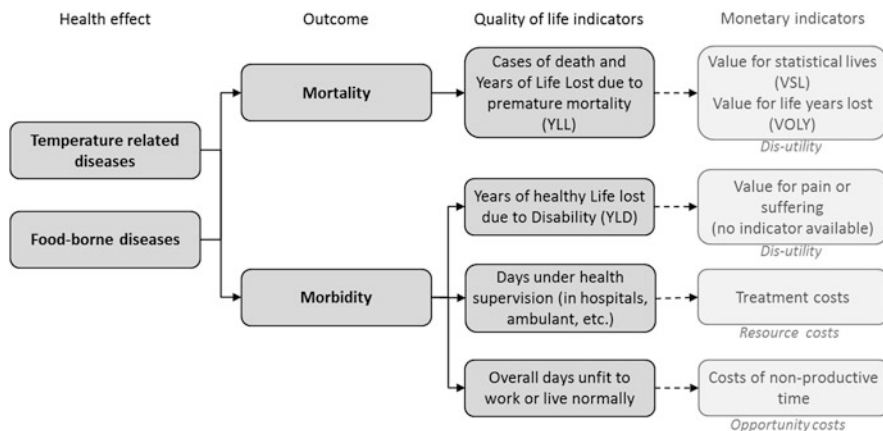 Health effect
Outcome
Quality of life indicators
Monetary indicators
Temperature related
diseases
Food-borne diseases
Mortality
Morbidity
Cases of death and
Years of Life Lost due to
premature mortality
(YLL)
Years of healthy Life lost
due to Disability (YLD)
Days under health
supervision (in hospitals,
ambulant, etc.)
Overall days unfit to
work or live normally
Value for statistical lives
(VSL)
Value for life years lost
(VOLY)
Dis-utility
Value for pain or
suffering
(no indicator available)
Dis-utility
Treatment costs
Resource costs
Costs of non-productive
time
Opportunity costs